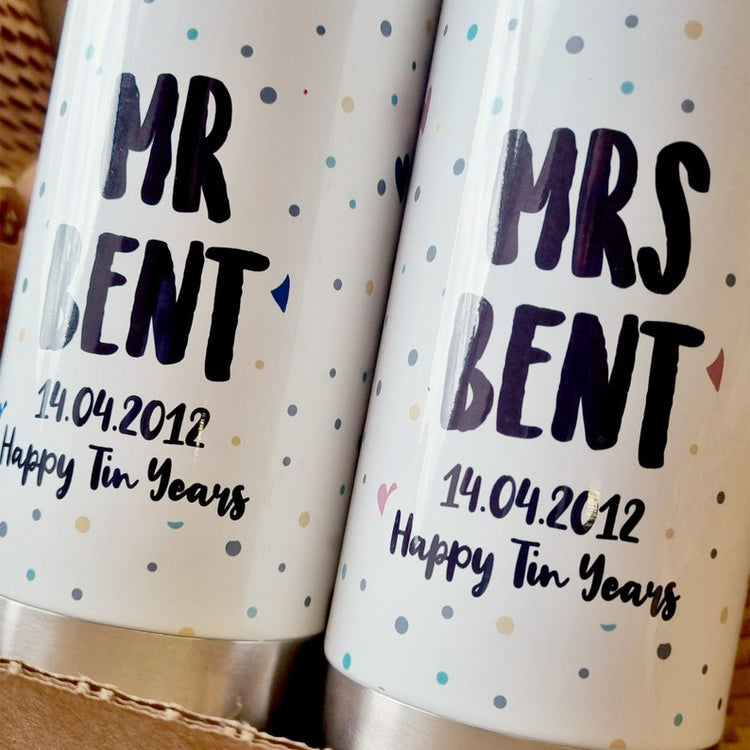 MR
BENT
14.04.2012
Happy Tin Years
MRS
BENT
14.04.2012
Happy Tin Years